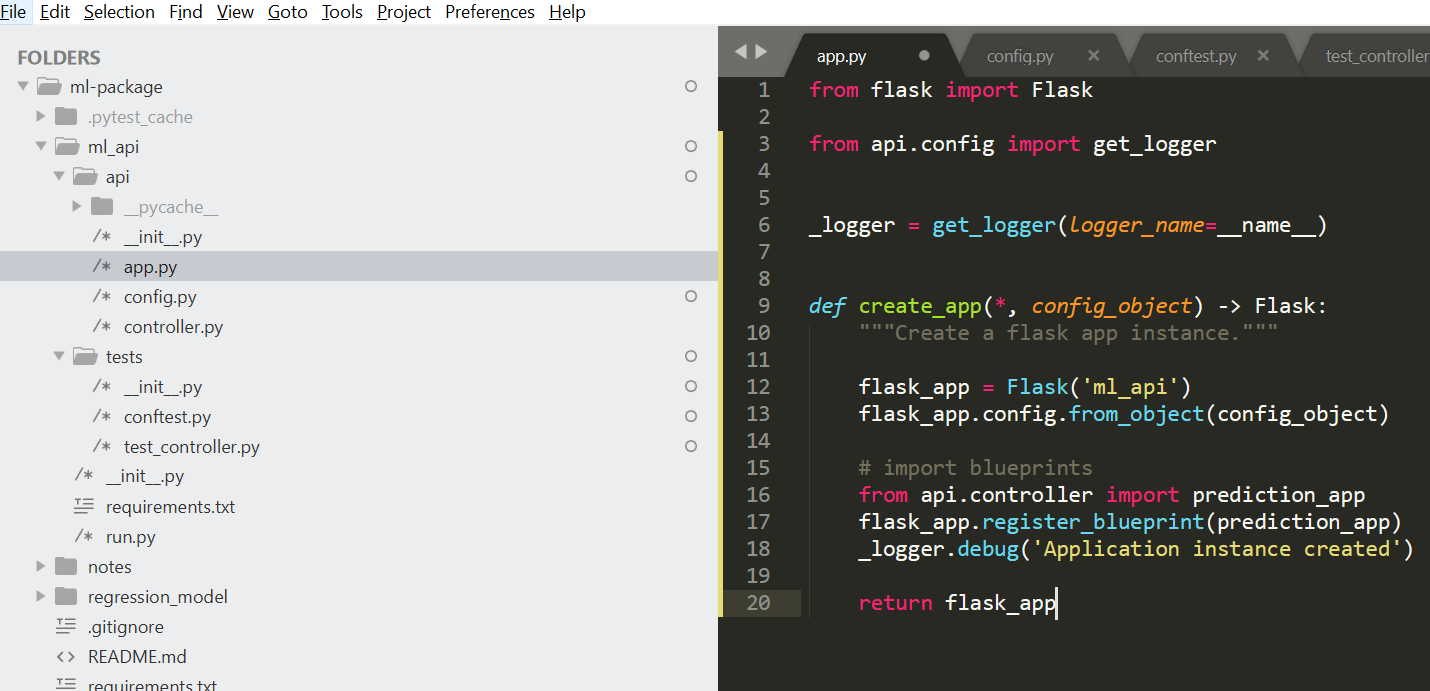 File Edit Selection Find View Goto Tools Project Preferences Help
FOLDERS
ml-package
.pytest_cache
ml_api
api
__pycache__
/* __init__.py
/* app.py
/* config.py
/* controller.py
tests
/* __init__.py
/* conftest.py
/* test_controller.py
/* __init__.py
requirements.txt
/* run.py
notes
regression_model
.gitignore
<> README.md
requirements.txt
app.py config.py × conftest.py × test_controller
1 from flask import Flask
2
3 from api.config import get_logger
4
5
6 _logger = get_logger(logger_name=__name__)
7
8
9 def create_app(*, config_object) -> Flask:
10     """Create a flask app instance."""
11
12     flask_app = Flask('ml_api')
13     flask_app.config.from_object(config_object)
14
15     # import blueprints
16     from api.controller import prediction_app
17     flask_app.register_blueprint(prediction_app)
18     _logger.debug('Application instance created')
19
20     return flask_app